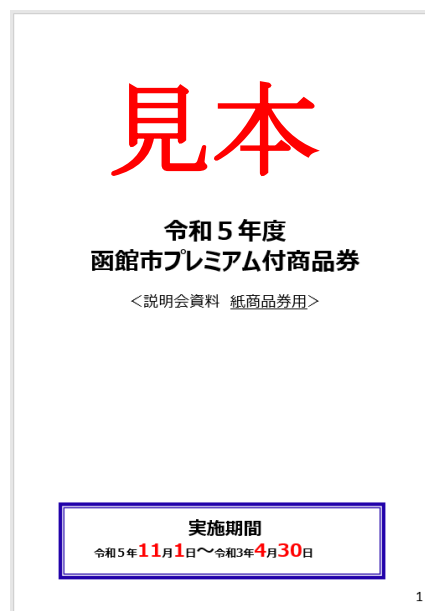 見本
令和５年度
函館市プレミアム付商品券
＜説明会資料　紙商品券用＞
実施期間
令和５年11月1日～令和3年4月30日
1